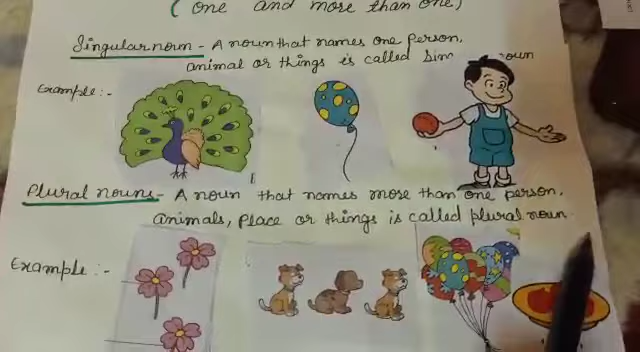 (one and more than one)
Singular noun - A noun that names one person,
animal or things is called noun
Example:-
Plural nouns - A noun that names more than one person,
animals, place or things is called plural noun.
Example:-